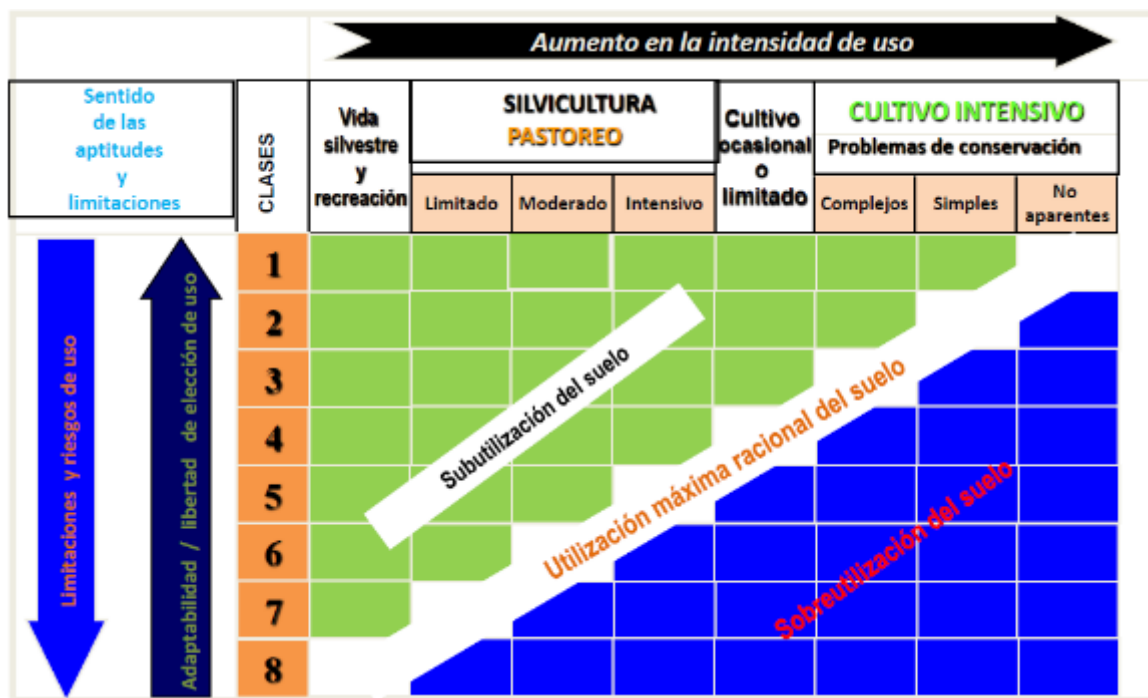 Aumento en la intensidad de uso
Sentido
de las
aptitudes
y
limitaciones
CLASES
Vida
silvestre
y
recreación
SILVICULTURA
PASTOREO
Limitado
Moderado
Intensivo
Cultivo
ocasional
o
limitado
CULTIVO INTENSIVO
Problemas de conservación
Complejos
Simples
No
aparentes
Limitaciones y riesgos de uso
Adaptabilidad / libertad de elección de uso
1
2
3
4
5
6
7
8
Subutilización del suelo
Utilización máxima racional del suelo
Sobreutilización del suelo